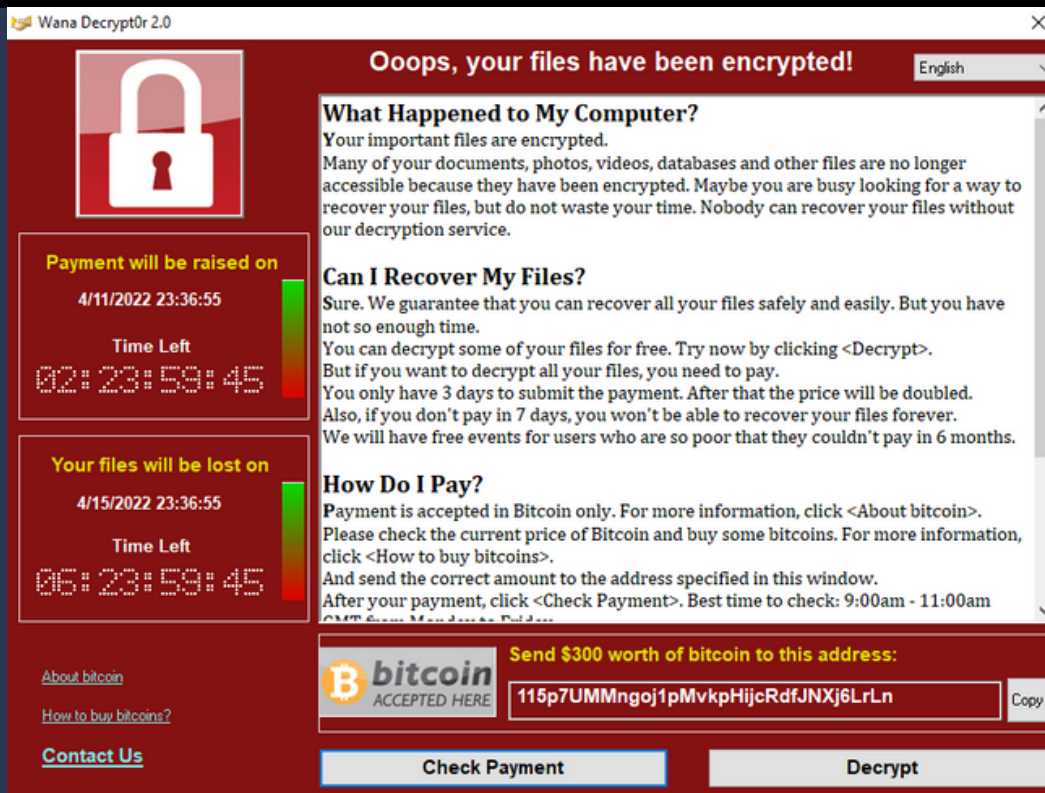 Wana Decrypt0r 2.0
Ooops, your files have been encrypted!
English
What Happened to My Computer?
Your important files are encrypted.
Many of your documents, photos, videos, databases and other files are no longer
accessible because they have been encrypted. Maybe you are busy looking for a way to
recover your files, but do not waste your time. Nobody can recover your files without
our decryption service.
Can I Recover My Files?
Sure. We guarantee that you can recover all your files safely and easily. But you have
not so enough time.
You can decrypt some of your files for free. Try now by clicking <Decrypt>.
But if you want to decrypt all your files, you need to pay.
You only have 3 days to submit the payment. After that the price will be doubled.
Also, if you don't pay in 7 days, you won't be able to recover your files forever.
We will have free events for users who are so poor that they couldn't pay in 6 months.
How Do I Pay?
Payment is accepted in Bitcoin only. For more information, click <About bitcoin>.
Please check the current price of Bitcoin and buy some bitcoins. For more information,
click <How to buy bitcoins>.
And send the correct amount to the address specified in this window.
After your payment, click <Check Payment>. Best time to check: 9:00am - 11:00am
GMT from Monday to Friday
Payment will be raised on
4/11/2022 23:36:55
Time Left
02:23:59:45
Your files will be lost on
4/15/2022 23:36:55
Time Left
06:23:59:45
About bitcoin
How to buy bitcoins?
Contact Us
bitcoin
ACCEPTED HERE
Send $300 worth of bitcoin to this address:
115p7UMMngoj1pMvkpHijcRdfJNXj6LrLn
Copy
Check Payment
Decrypt